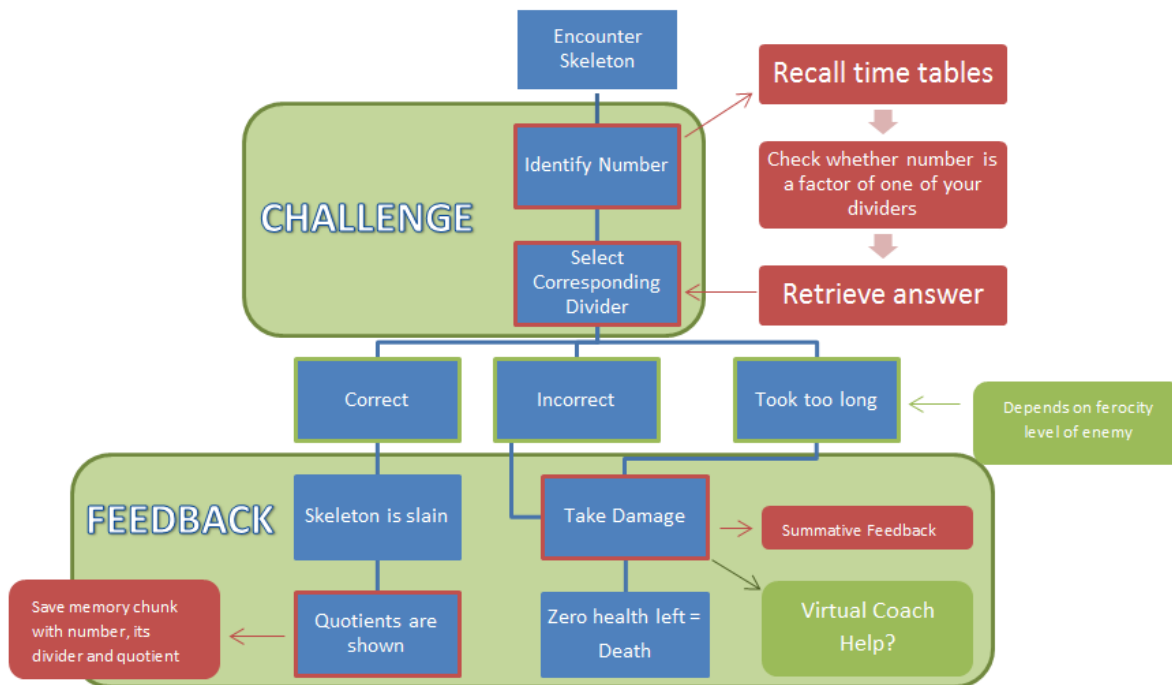 Encounter
Skeleton
Recall time tables
Identify Number
Check whether number is
a factor of one of your
dividers
CHALLENGE
Select
Corresponding
Divider
Retrieve answer
Correct
Incorrect
Took too long
Depends on ferocity
level of enemy
FEEDBACK
Skeleton is slain
Take Damage
Summative Feedback
Save memory chunk
with number, its
divider and quotient
Quotients are
shown
Zero health left =
Death
Virtual Coach
Help?